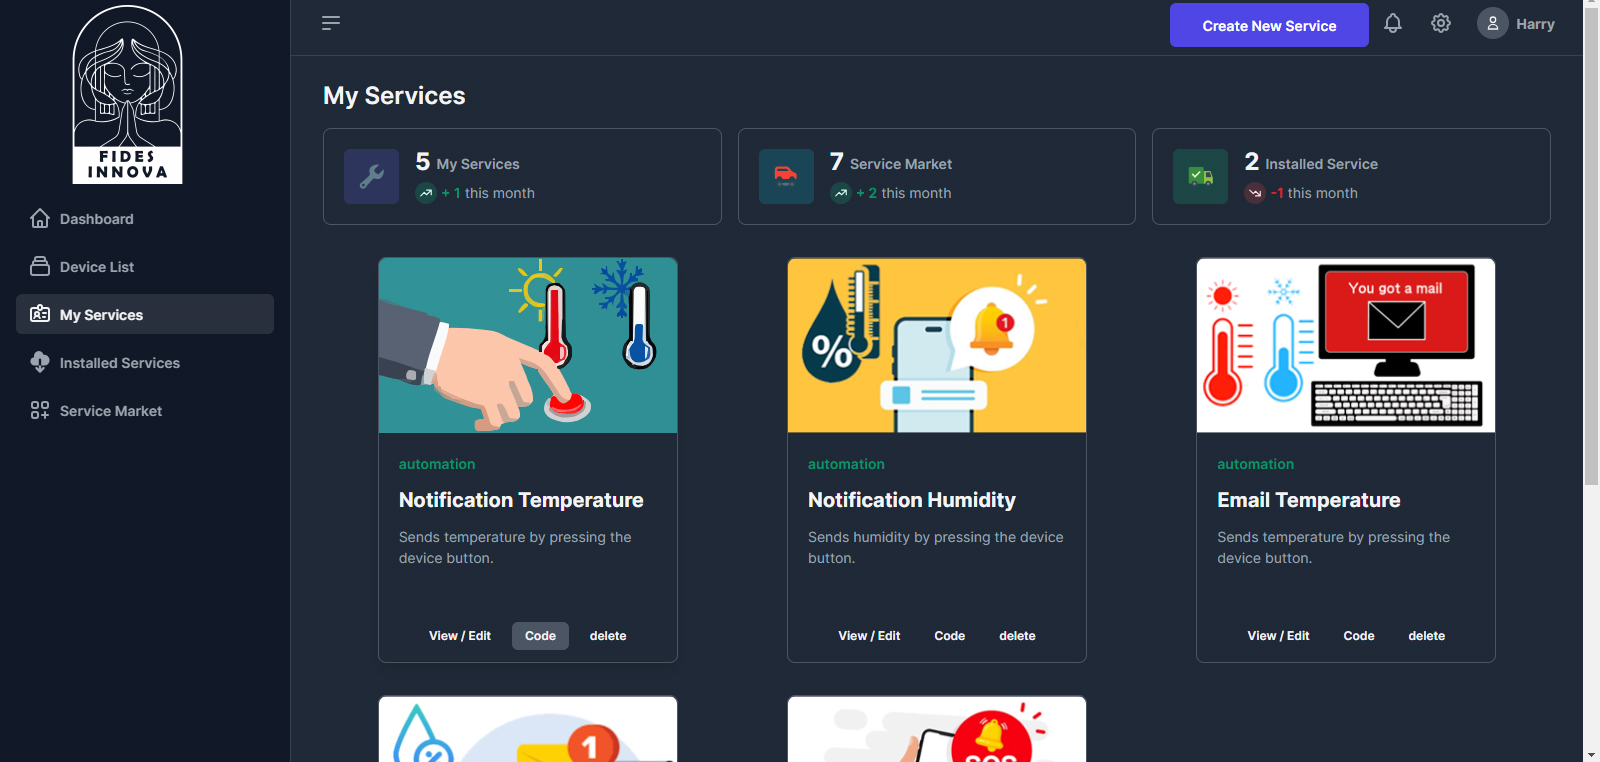 FIDES
INNOVA
Dashboard
Device List
My Services
Installed Services
Service Market
Create New Service
Harry
My Services
5 My Services
+ 1 this month
7 Service Market
+ 2 this month
2 Installed Service
-1 this month
automation
Notification Temperature
Sends temperature by pressing the
device button.
View / Edit Code delete
%
1
automation
Notification Humidity
Sends humidity by pressing the device
button.
View / Edit Code delete
You got a mail
automation
Email Temperature
Sends temperature by pressing the
device button.
View / Edit Code delete
%
1
SOS